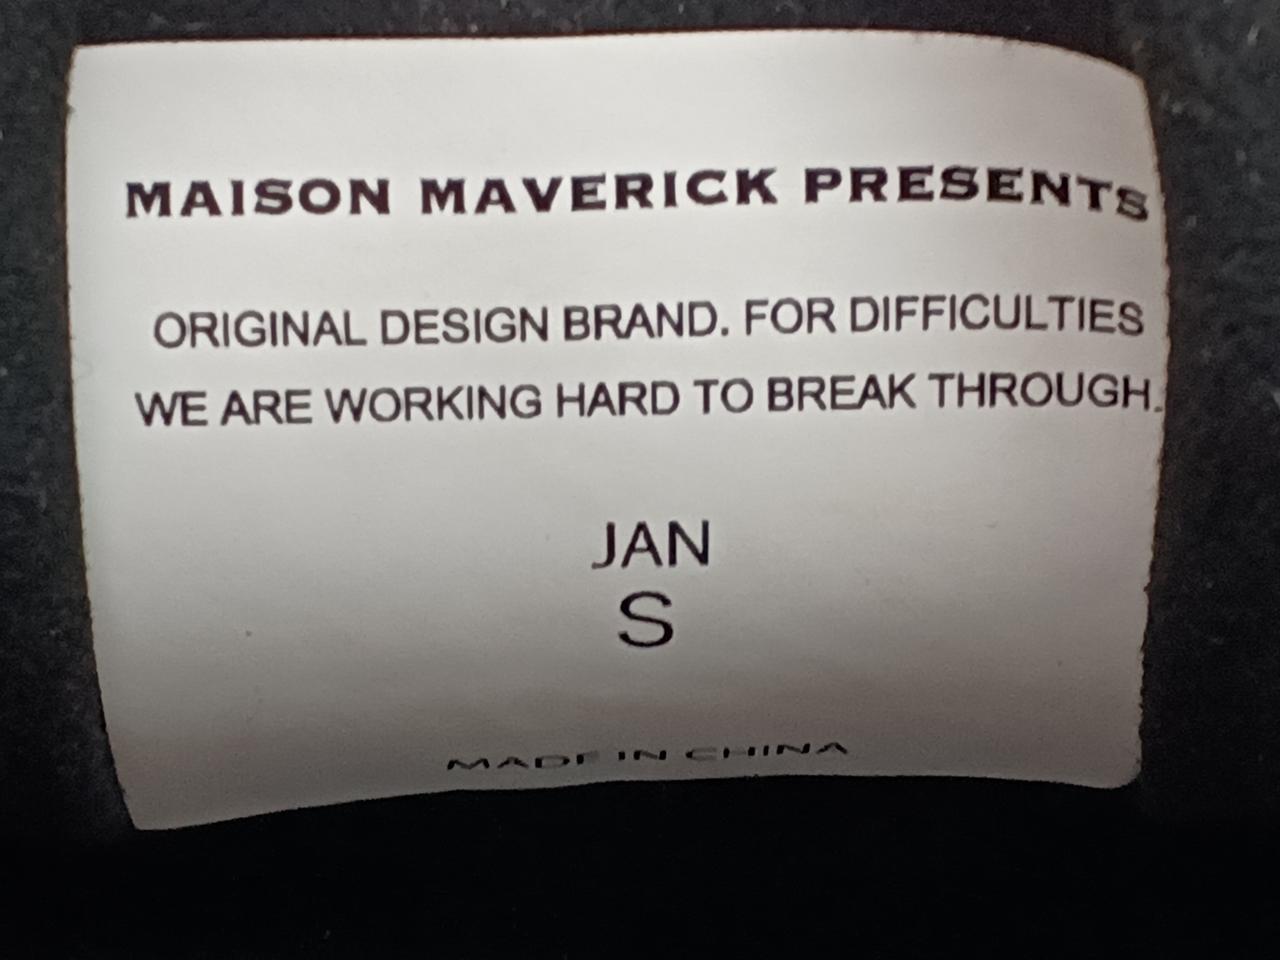 MAISON MAVERICK PRESENTS
ORIGINAL DESIGN BRAND. FOR DIFFICULTIES
WE ARE WORKING HARD TO BREAK THROUGH.
JAN
S
MADE IN CHINA